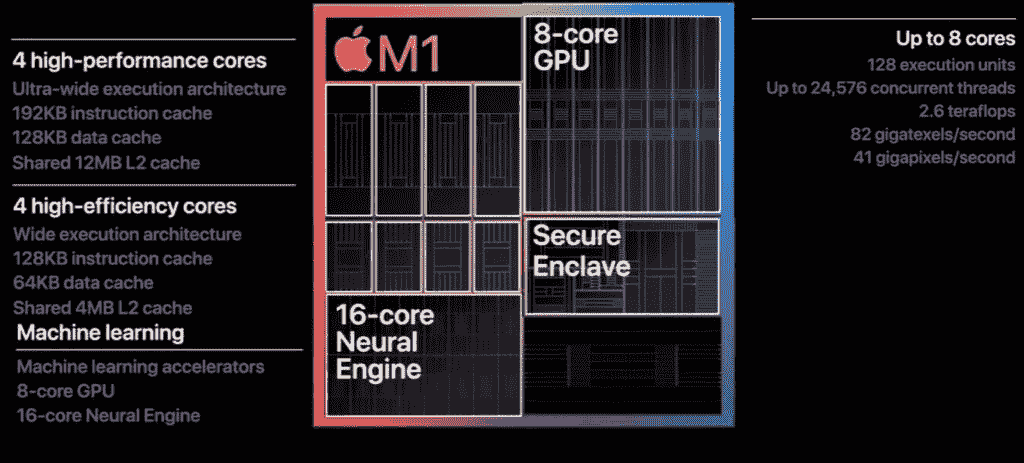 4 high-performance cores
Ultra-wide execution architecture
192KB instruction cache
128KB data cache
Shared 12MB L2 cache
4 high-efficiency cores
Wide execution architecture
128KB instruction cache
64KB data cache
Shared 4MB L2 cache
Machine learning
Machine learning accelerators
8-core GPU
16-core Neural Engine
M1
8-core
GPU
Secure
Enclave
16-core
Neural
Engine
Up to 8 cores
128 execution units
Up to 24,576 concurrent threads
2.6 teraflops
82 gigatexels/second
41 gigapixels/second